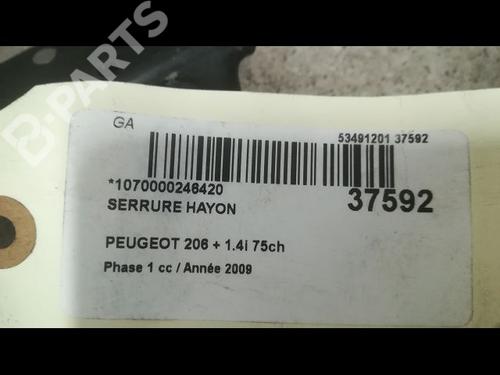 B-PARTS
GA
53491201 37592
*1070000246420
SERRURE HAYON
37592
PEUGEOT 206 + 1.4i 75ch
Phase 1 cc / Année 2009